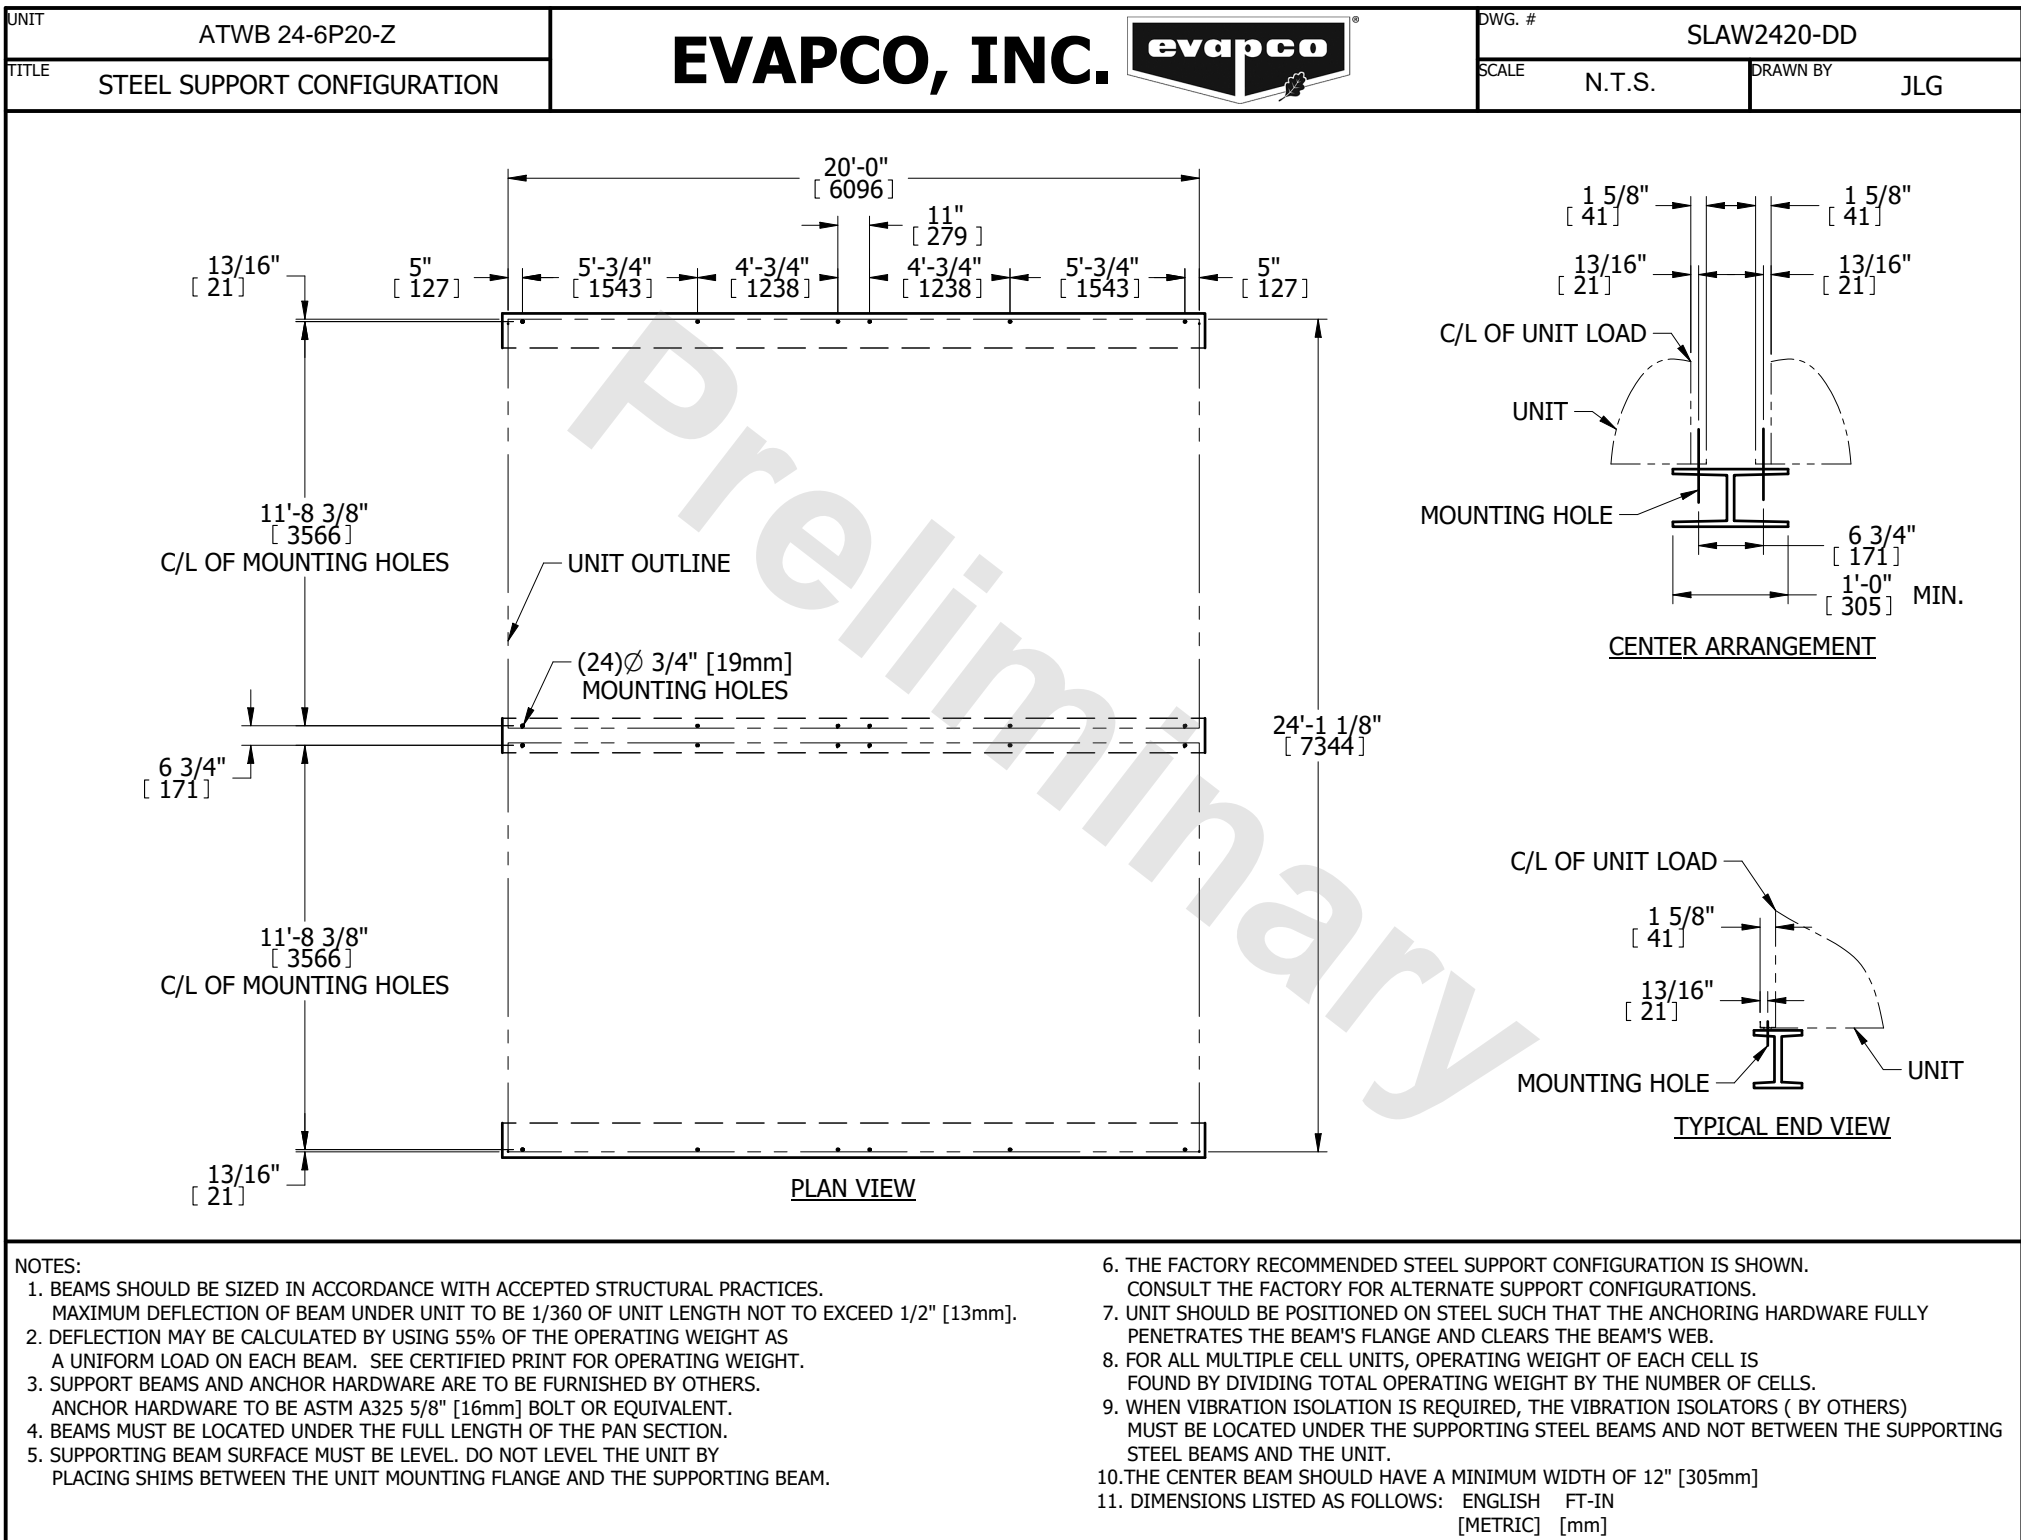 UNIT
ATWB 24-6P20-Z
TITLE
STEEL SUPPORT CONFIGURATION
EVAPCO, INC.
evapco
®
DWG. #
SLAW2420-DD
SCALE
N.T.S.
DRAWN BY
JLG
20'-0"
[ 6096 ]
11"
[ 279 ]
13/16"
[ 21 ]
5"
[ 127 ]
5'-3/4"
[ 1543 ]
4'-3/4"
[ 1238 ]
4'-3/4"
[ 1238 ]
5'-3/4"
[ 1543 ]
5"
[ 127 ]
11'-8 3/8"
[ 3566 ]
C/L OF MOUNTING HOLES
UNIT OUTLINE
(24)Ø 3/4" [19mm]
MOUNTING HOLES
6 3/4"
[ 171 ]
24'-1 1/8"
[ 7344 ]
11'-8 3/8"
[ 3566 ]
C/L OF MOUNTING HOLES
13/16"
[ 21 ]
PLAN VIEW
Preliminary
1 5/8"
[ 41 ]
1 5/8"
[ 41 ]
13/16"
[ 21 ]
13/16"
[ 21 ]
C/L OF UNIT LOAD
UNIT
MOUNTING HOLE
6 3/4"
[ 171 ]
1'-0"
[ 305 ]
MIN.
CENTER ARRANGEMENT
C/L OF UNIT LOAD
1 5/8"
[ 41 ]
13/16"
[ 21 ]
MOUNTING HOLE
UNIT
TYPICAL END VIEW
NOTES:
1. BEAMS SHOULD BE SIZED IN ACCORDANCE WITH ACCEPTED STRUCTURAL PRACTICES.
MAXIMUM DEFLECTION OF BEAM UNDER UNIT TO BE 1/360 OF UNIT LENGTH NOT TO EXCEED 1/2" [13mm].
2. DEFLECTION MAY BE CALCULATED BY USING 55% OF THE OPERATING WEIGHT AS
A UNIFORM LOAD ON EACH BEAM. SEE CERTIFIED PRINT FOR OPERATING WEIGHT.
3. SUPPORT BEAMS AND ANCHOR HARDWARE ARE TO BE FURNISHED BY OTHERS.
ANCHOR HARDWARE TO BE ASTM A325 5/8" [16mm] BOLT OR EQUIVALENT.
4. BEAMS MUST BE LOCATED UNDER THE FULL LENGTH OF THE PAN SECTION.
5. SUPPORTING BEAM SURFACE MUST BE LEVEL. DO NOT LEVEL THE UNIT BY
PLACING SHIMS BETWEEN THE UNIT MOUNTING FLANGE AND THE SUPPORTING BEAM.
6. THE FACTORY RECOMMENDED STEEL SUPPORT CONFIGURATION IS SHOWN.
CONSULT THE FACTORY FOR ALTERNATE SUPPORT CONFIGURATIONS.
7. UNIT SHOULD BE POSITIONED ON STEEL SUCH THAT THE ANCHORING HARDWARE FULLY
PENETRATES THE BEAM'S FLANGE AND CLEARS THE BEAM'S WEB.
8. FOR ALL MULTIPLE CELL UNITS, OPERATING WEIGHT OF EACH CELL IS
FOUND BY DIVIDING TOTAL OPERATING WEIGHT BY THE NUMBER OF CELLS.
9. WHEN VIBRATION ISOLATION IS REQUIRED, THE VIBRATION ISOLATORS ( BY OTHERS)
MUST BE LOCATED UNDER THE SUPPORTING STEEL BEAMS AND NOT BETWEEN THE SUPPORTING
STEEL BEAMS AND THE UNIT.
10.THE CENTER BEAM SHOULD HAVE A MINIMUM WIDTH OF 12" [305mm]
11. DIMENSIONS LISTED AS FOLLOWS: ENGLISH FT-IN
[METRIC] [mm]